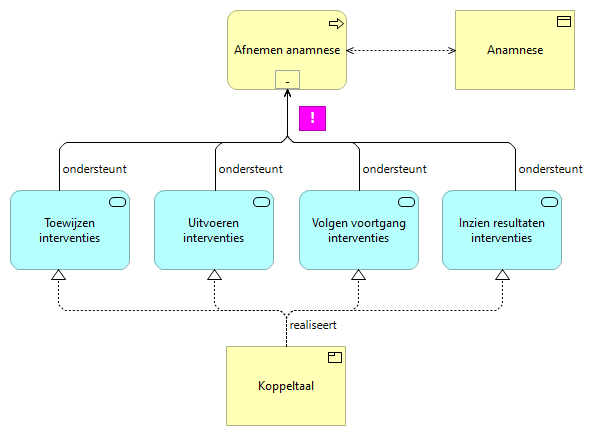 Afnemen anamnese
Anamnese
-
!
ondersteunt
ondersteunt
ondersteunt
ondersteunt
Toewijzen
interventies
Uitvoeren
interventies
Volgen voortgang
interventies
Inzien resultaten
interventies
realiseert
Koppeltaal